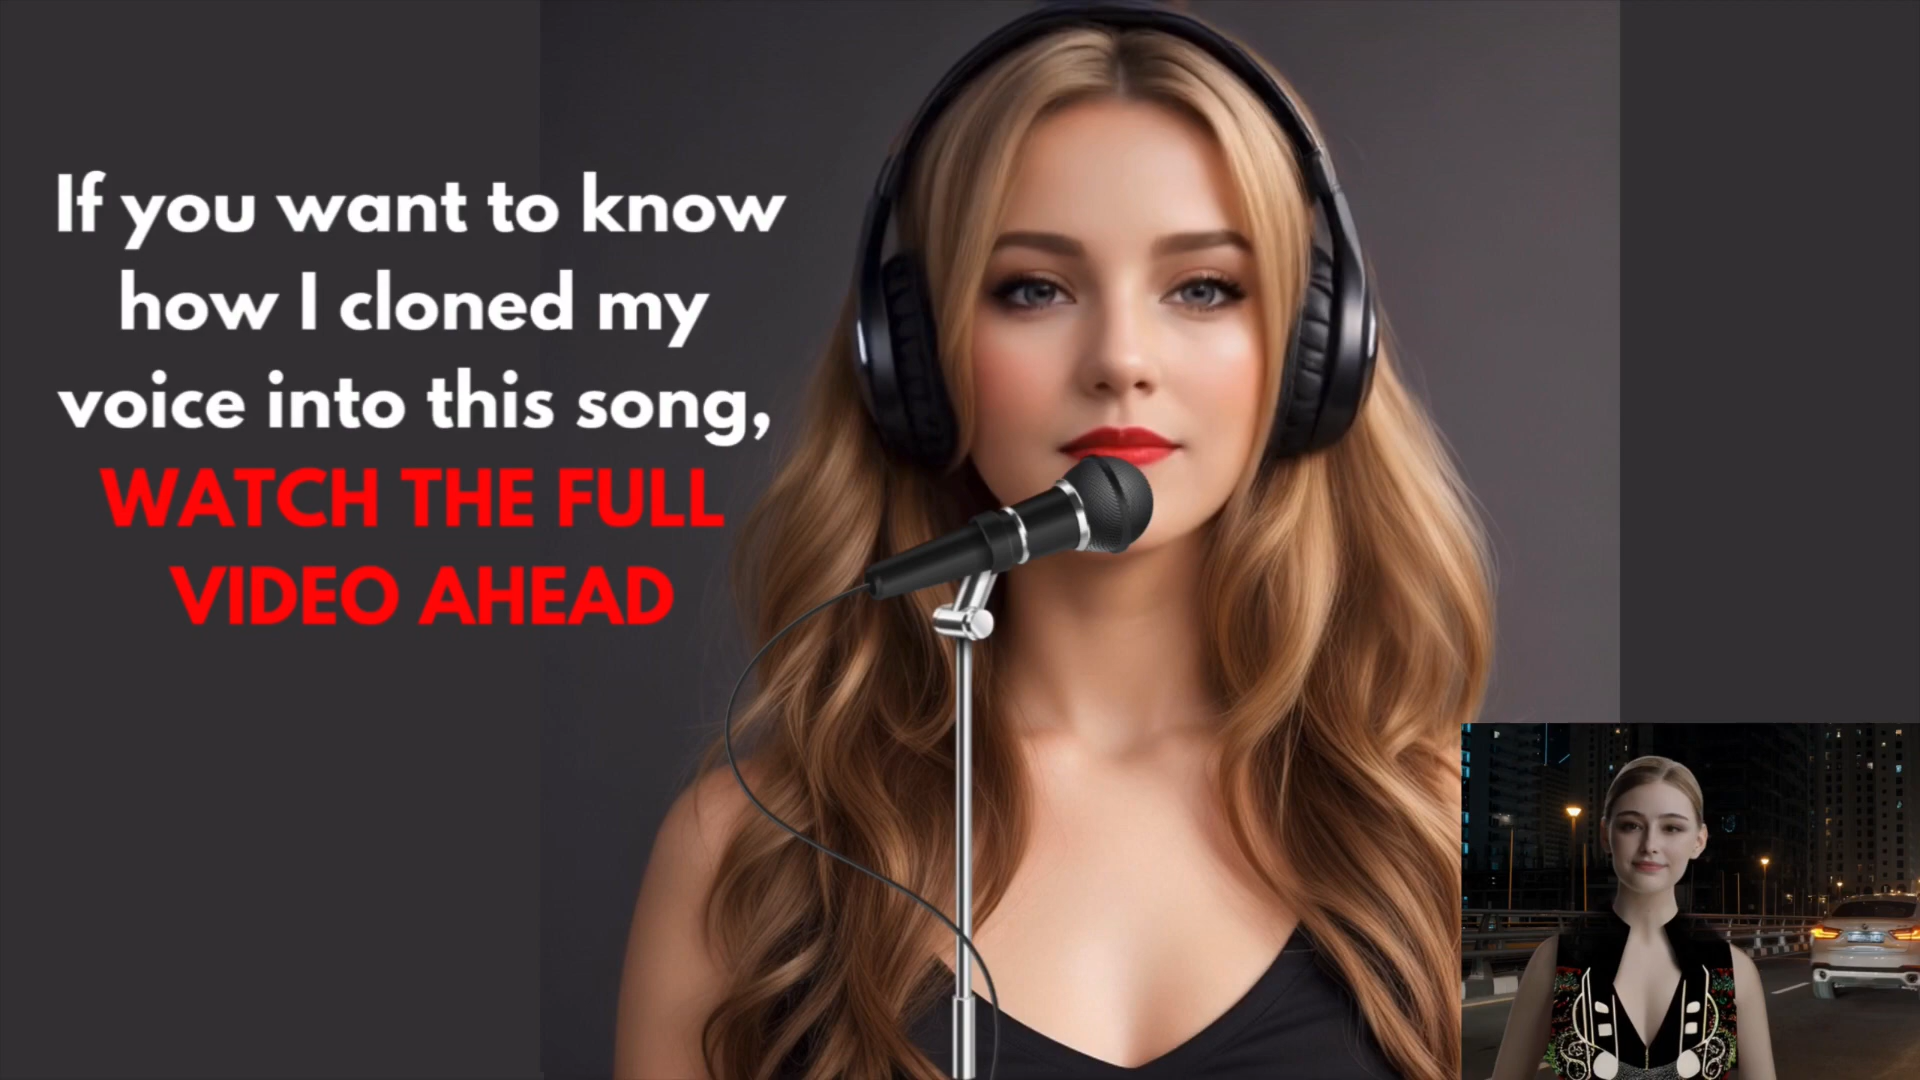 If you want to know
how I cloned my
voice into this song,
WATCH THE FULL
VIDEO AHEAD